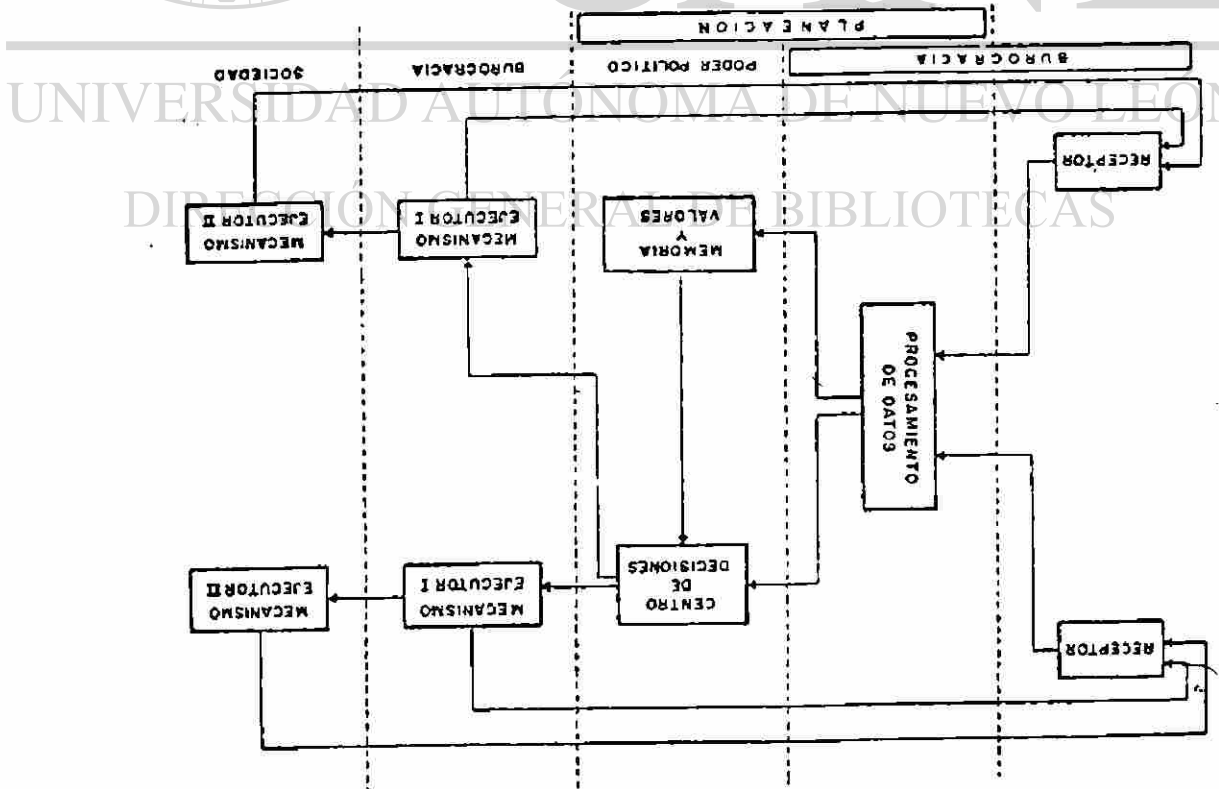 RECEPTOR
MECANISMO
EJECUTOR I
MECANISMO
EJECUTOR II
CENTRO
DE
DECISIONES
PROCESAMIENTO
DE DATOS
MEMORIA
Y
VALORES
MECANISMO
EJECUTOR I
MECANISMO
EJECUTOR II
RECEPTOR
BUROCRACIA
PODER POLITICO
BUROCRACIA
SOCIEDAD
PLANEACION
UNIVERSIDAD AUTÓNOMA DE NUEVO LEÓN
DIRECCIÓN GENERAL DE BIBLIOTECAS